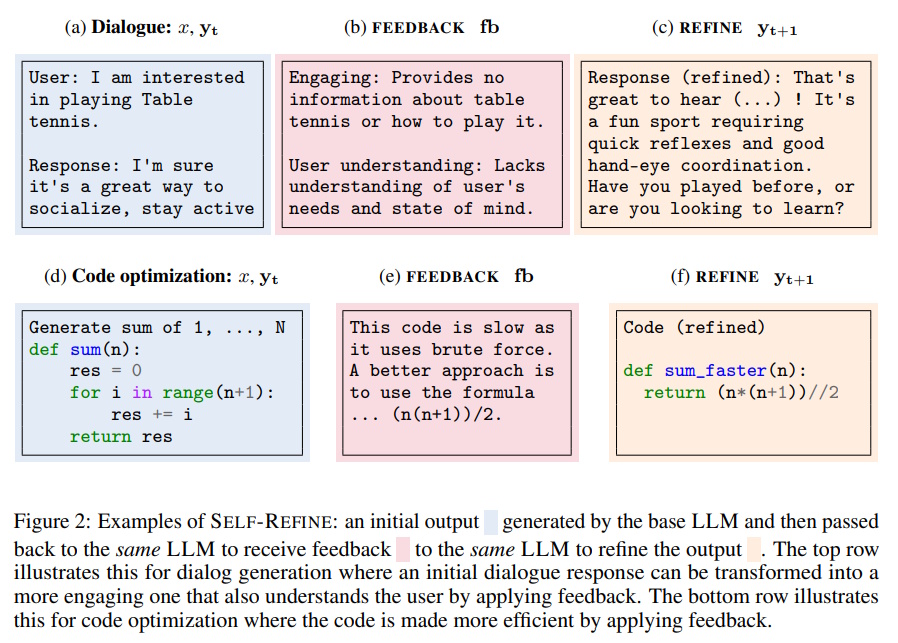 (a) Dialogue: x, yt
User: I am interested
in playing Table
tennis.
Response: I'm sure
it's a great way to
socialize, stay active
(b) FEEDBACK fb
Engaging: Provides no
information about table
tennis or how to play it.
User understanding: Lacks
understanding of user's
needs and state of mind.
(c) REFINE yt+1
Response (refined): That's
great to hear (...) ! It's
a fun sport requiring
quick reflexes and good
hand-eye coordination.
Have you played before, or
are you looking to learn?
(d) Code optimization: x, yt
Generate sum of 1, ..., N
def sum(n):
    res = 0
    for i in range(n+1):
        res += i
    return res
(e) FEEDBACK fb
This code is slow as
it uses brute force.
A better approach is
to use the formula
... (n(n+1))/2.
(f) REFINE yt+1
Code (refined)
def sum_faster(n):
  return (n*(n+1))//2
Figure 2: Examples of SELF-REFINE: an initial output generated by the base LLM and then passed
back to the same LLM to receive feedback to the same LLM to refine the output . The top row
illustrates this for dialog generation where an initial dialogue response can be transformed into a
more engaging one that also understands the user by applying feedback. The bottom row illustrates
this for code optimization where the code is made more efficient by applying feedback.